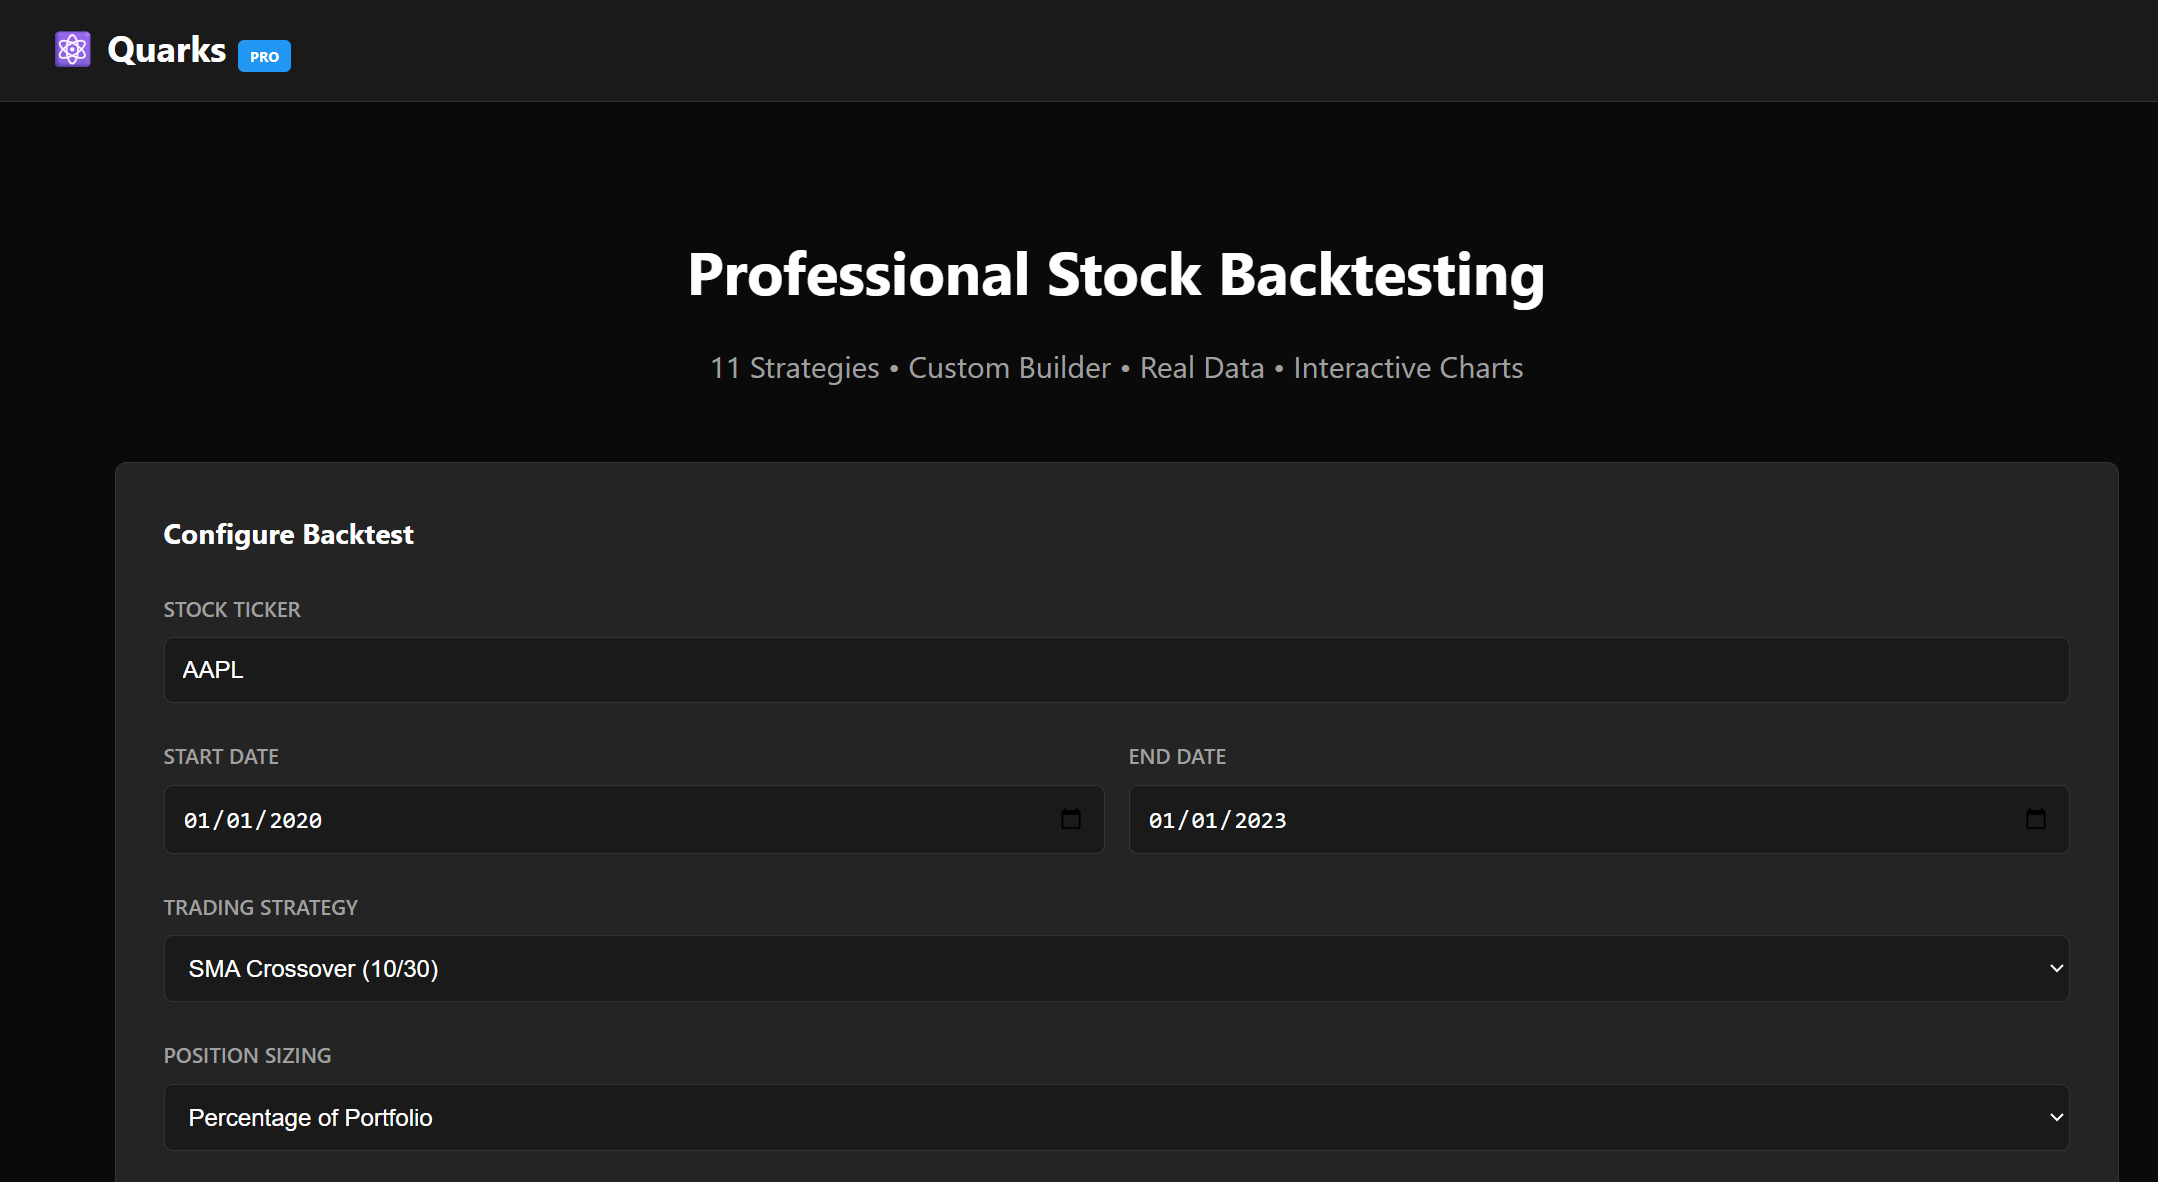 Quarks PRO
Professional Stock Backtesting
11 Strategies • Custom Builder • Real Data • Interactive Charts
Configure Backtest
STOCK TICKER
AAPL
START DATE
END DATE
01/01/2020
01/01/2023
TRADING STRATEGY
SMA Crossover (10/30)
POSITION SIZING
Percentage of Portfolio